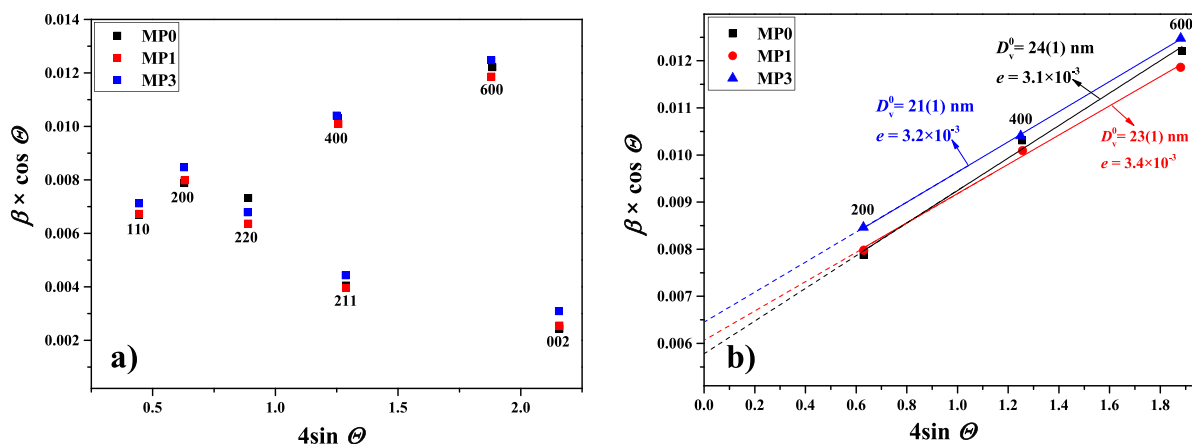 MP0
MP1
MP3
0.014
0.012
0.010
0.008
0.006
0.004
0.002
β × cos Θ
600
400
200
110
220
211
002
a)
0.5
1.0
1.5
2.0
4sin Θ
MP0
MP1
MP3
0.012
0.011
0.010
0.009
0.008
0.007
0.006
β × cos Θ
600
D⁰ᵥ= 24(1) nm
e = 3.1×10⁻³
D⁰ᵥ= 21(1) nm
e = 3.2×10⁻³
400
D⁰ᵥ= 23(1) nm
e = 3.4×10⁻³
200
b)
0.0
0.2
0.4
0.6
0.8
1.0
1.2
1.4
1.6
1.8
4sin Θ